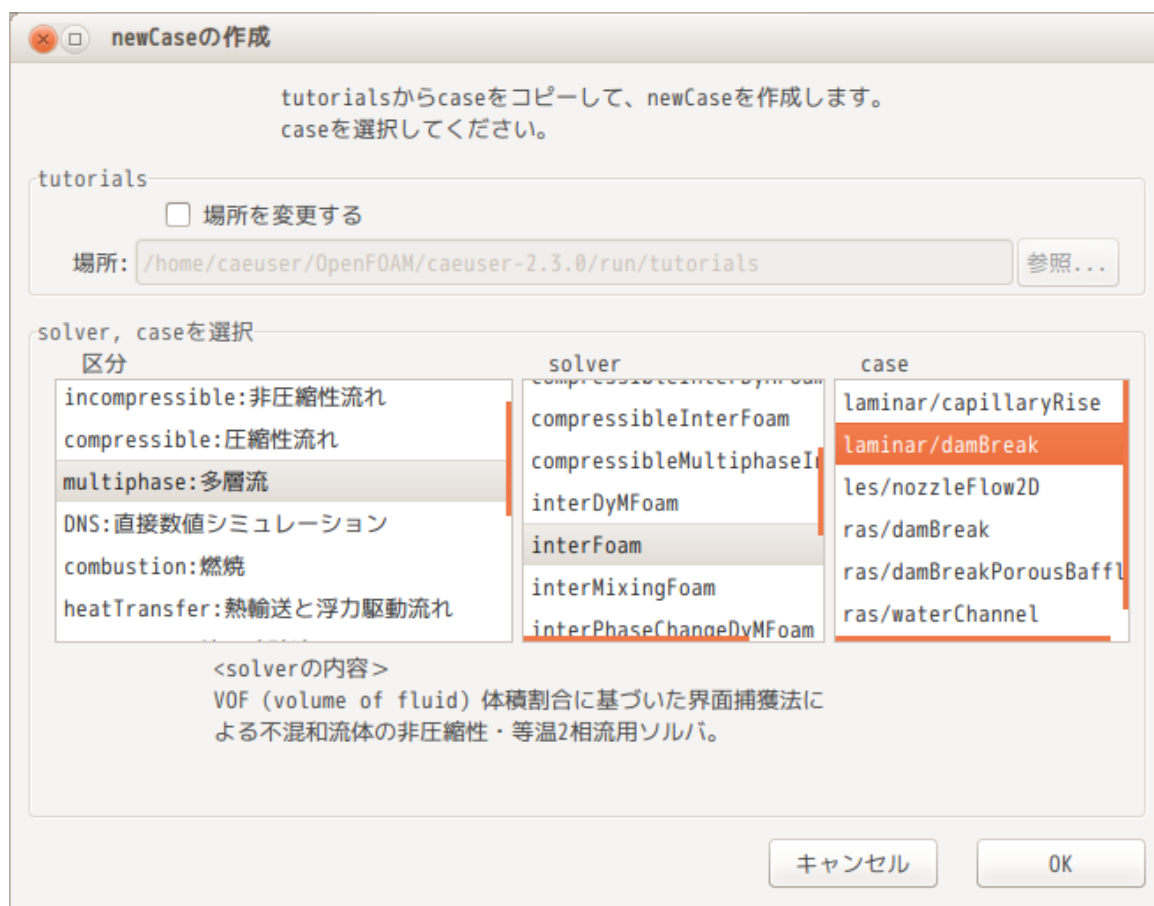 newCaseの作成
tutorialsからcaseをコピーして、newCaseを作成します。
caseを選択してください。
tutorials
場所を変更する
場所: /home/caeuser/OpenFOAM/caeuser-2.3.0/run/tutorials 参照...
solver, caseを選択
区分 solver case
incompressible:非圧縮性流れ
compressible:圧縮性流れ
multiphase:多層流
DNS:直接数値シミュレーション
combustion:燃焼
heatTransfer:熱輸送と浮力駆動流れ
compressibleInterDyMFoam
compressibleInterFoam
compressibleMultiphaseI
interDyMFoam
interFoam
interMixingFoam
interPhaseChangeDyMFoam
laminar/capillaryRise
laminar/damBreak
les/nozzleFlow2D
ras/damBreak
ras/damBreakPorousBaffl
ras/waterChannel
<solverの内容>
VOF (volume of fluid) 体積割合に基づいた界面捕獲法に
よる不混和流体の非圧縮性・等温2相流用ソルバ。
キャンセル OK